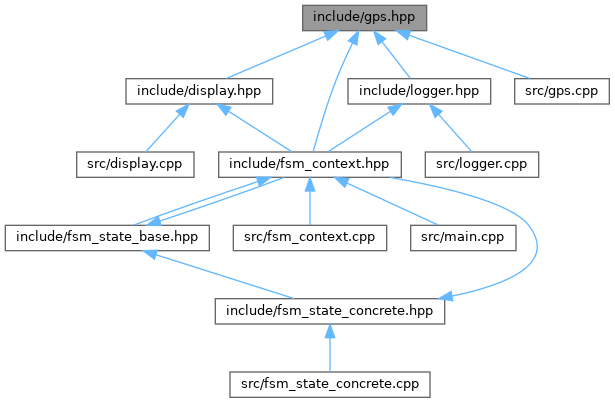 include/gps.hpp
include/display.hpp
include/logger.hpp
src/gps.cpp
src/display.cpp
include/fsm_context.hpp
src/logger.cpp
include/fsm_state_base.hpp
src/fsm_context.cpp
src/main.cpp
include/fsm_state_concrete.hpp
src/fsm_state_concrete.cpp